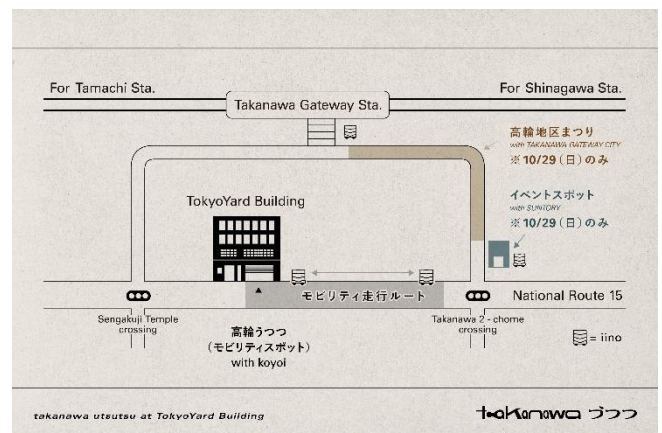 For Tamachi Sta.
For Shinagawa Sta.
Takanawa Gateway Sta.
高輪地区まつり
with TAKANAWA GATEWAY CITY
※10/29(日)のみ
TokyoYard Building
イベントスポット
with SUNTORY
※10/29(日)のみ
モビリティ走行ルート
National Route 15
Sengakuji Temple
crossing
Takanawa 2 - chome
crossing
高輪うつつ
(モビリティスポット)
with koyoi
= iino
takanawa utsutsu at TokyoYard Building
takanawa づつつ